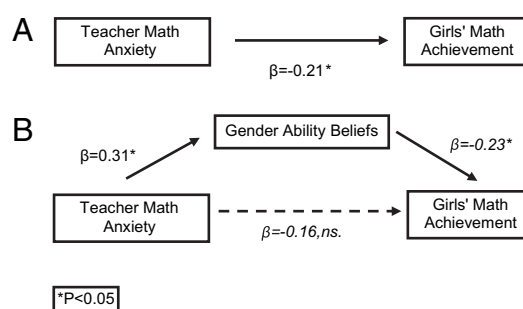 A
Teacher Math
Anxiety
β=-0.21*
Girls' Math
Achievement
B
β=0.31*
Gender Ability Beliefs
β=-0.23*
Teacher Math
Anxiety
β=-0.16,ns.
Girls' Math
Achievement
*P<0.05